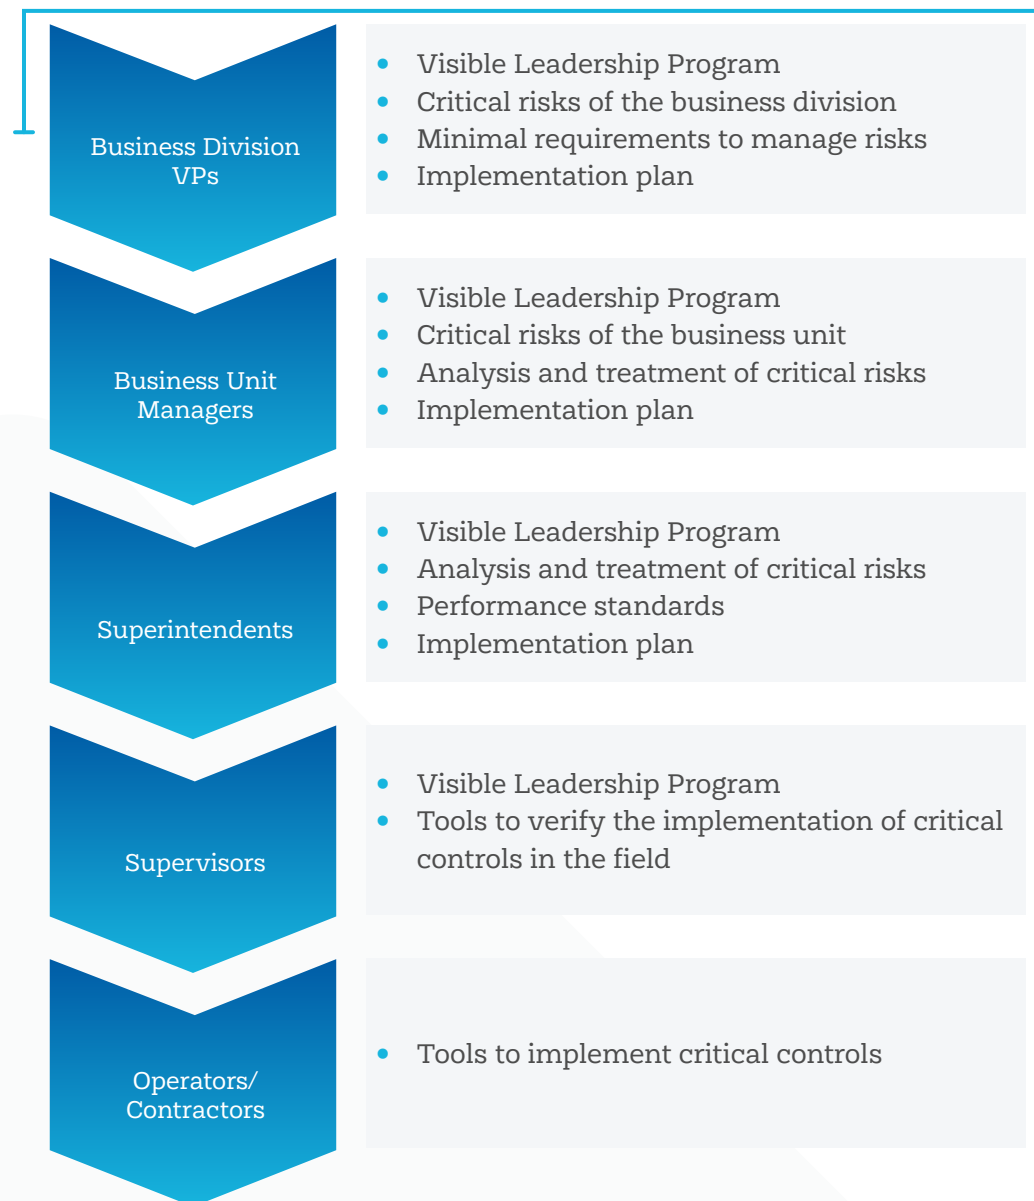 Business Division
VPs
• Visible Leadership Program
• Critical risks of the business division
• Minimal requirements to manage risks
• Implementation plan
Business Unit
Managers
• Visible Leadership Program
• Critical risks of the business unit
• Analysis and treatment of critical risks
• Implementation plan
Superintendents
• Visible Leadership Program
• Analysis and treatment of critical risks
• Performance standards
• Implementation plan
Supervisors
• Visible Leadership Program
• Tools to verify the implementation of critical
controls in the field
Operators/
Contractors
• Tools to implement critical controls